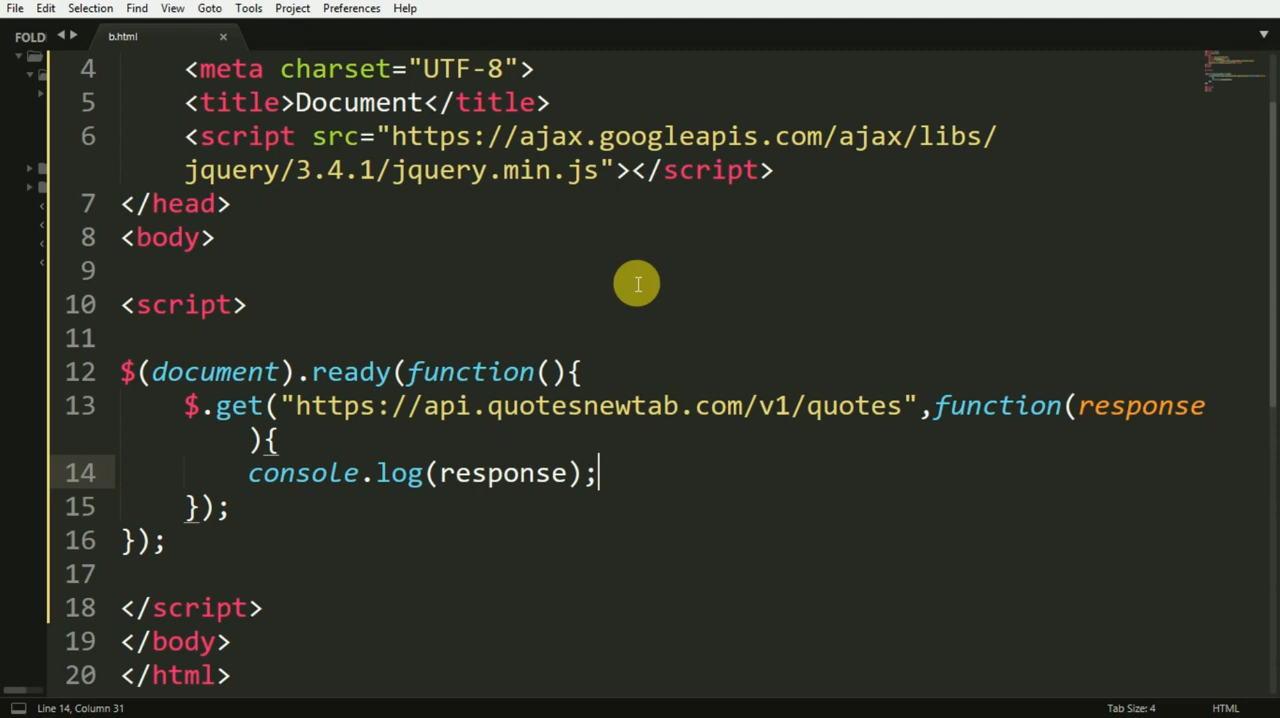 File Edit Selection View Find Goto Tools Project Preferences Help
FOLD
b.html
4 <meta charset="UTF-8">
5 <title>Document</title>
6 <script src="https://ajax.googleapis.com/ajax/libs/
jquery/3.4.1/jquery.min.js"></script>
7 </head>
8 <body>
9
10 <script>
11
12 $(document).ready(function(){
13 $.get("https://api.quotesnewtab.com/v1/quotes",function(response
){
14 console.log(response);
15 });
16 });
17
18 </script>
19 </body>
20 </html>
Line 14, Column 31
Tab Size: 4
HTML